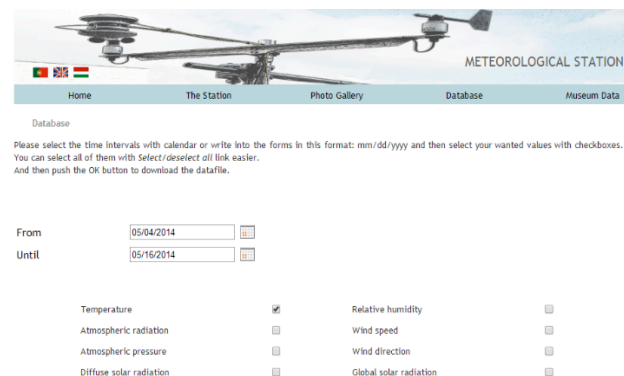 METEOROLOGICAL STATION
Home The Station Photo Gallery Database Museum Data
Database
Please select the time intervals with calendar or write into the forms in this format: mm/dd/yyyy and then select your wanted values with checkboxes.
You can select all of them with Select/deselect all link easier.
And then push the OK button to download the datafile.
From 05/04/2014
Until 05/16/2014
Temperature Relative humidity
Atmospheric radiation Wind speed
Atmospheric pressure Wind direction
Diffuse solar radiation Global solar radiation